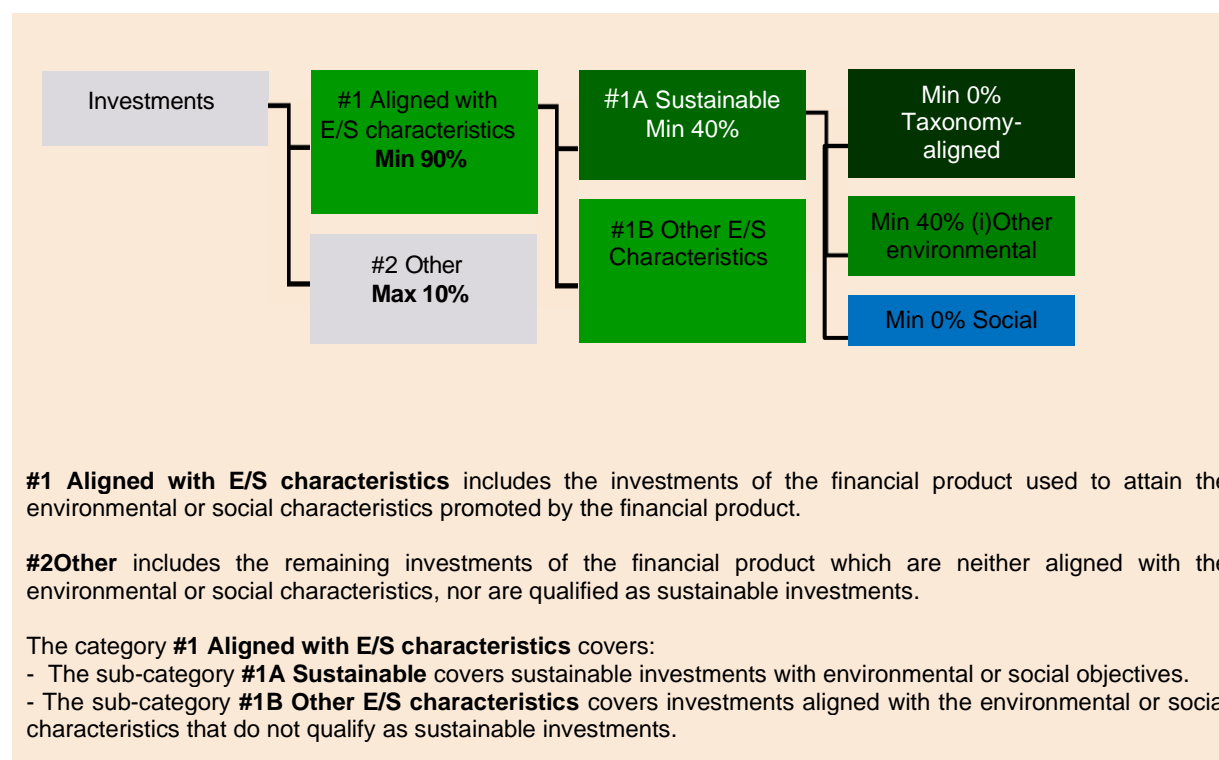 Investments
#1 Aligned with
E/S characteristics
Min 90%
#2 Other
Max 10%
#1A Sustainable
Min 40%
#1B Other E/S
Characteristics
Min 0%
Taxonomy-
aligned
Min 40% (i)Other
environmental
Min 0% Social
#1 Aligned with E/S characteristics includes the investments of the financial product used to attain the
environmental or social characteristics promoted by the financial product.
#2Other includes the remaining investments of the financial product which are neither aligned with the
environmental or social characteristics, nor are qualified as sustainable investments.
The category #1 Aligned with E/S characteristics covers:
- The sub-category #1A Sustainable covers sustainable investments with environmental or social objectives.
- The sub-category #1B Other E/S characteristics covers investments aligned with the environmental or social
characteristics that do not qualify as sustainable investments.